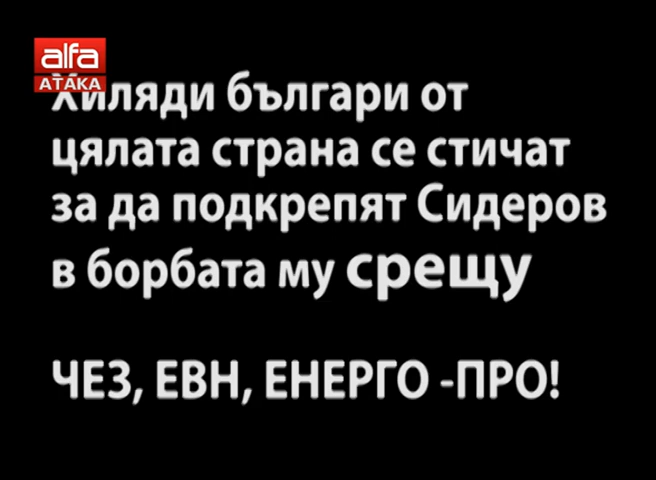 alfa
АТАКА
Хиляди българи от
цялата страна се стичат
за да подкрепят Сидеров
в борбата му срещу
ЧЕЗ, ЕВН, ЕНЕРГО -ПРО!